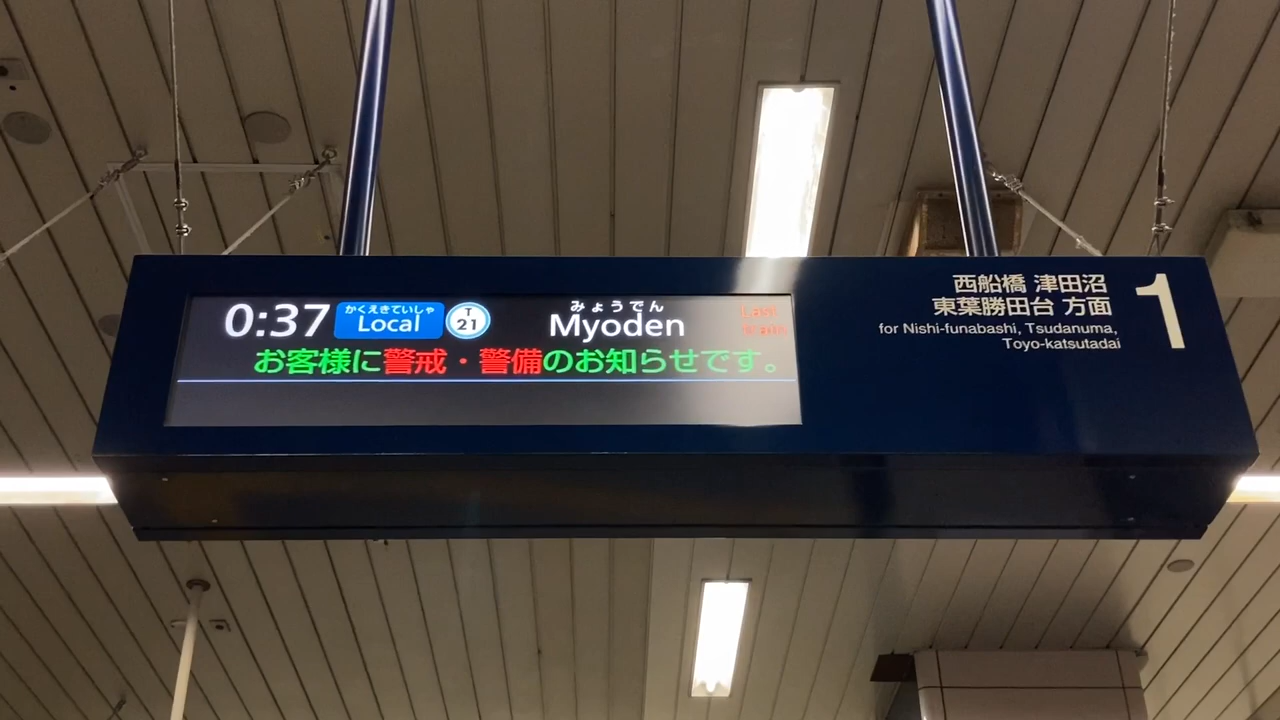 0:37 かくえきていしゃ Local T 21 みょうでん Myoden Last Train
お客様に警戒・警備のお知らせです。
西船橋 津田沼
東葉勝田台 方面
for Nishi-funabashi, Tsudanuma,
Toyo-katsutadai
1